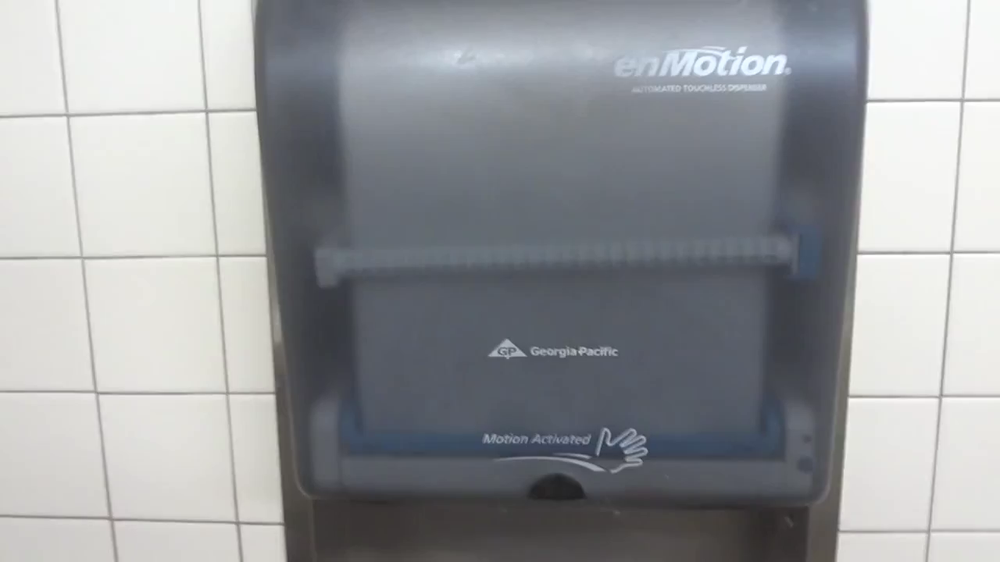 enMotion®
AUTOMATED TOUCHLESS DISPENSER
GP Georgia-Pacific
Motion Activated